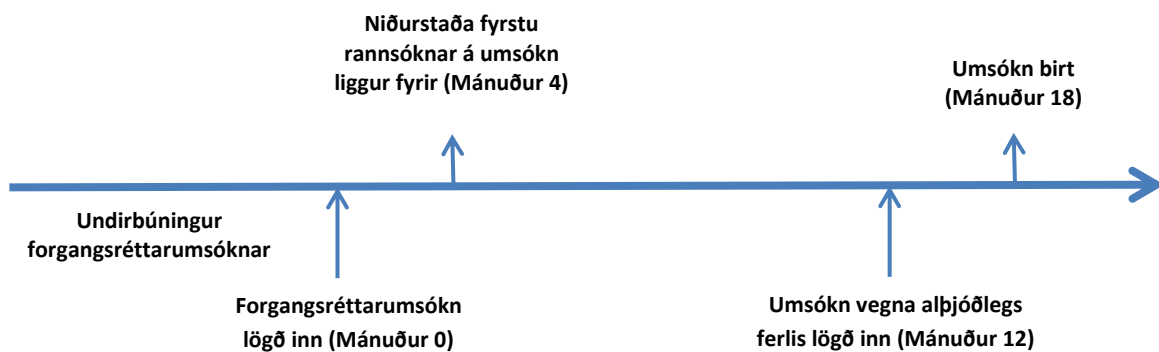 Niðurstaða fyrstu
rannsóknar á umsókn
liggur fyrir (Mánuður 4)
Umsókn birt
(Mánuður 18)
Undirbúningur
forgangsréttarumsóknar
Forgangsréttarumsókn
lögð inn (Mánuður 0)
Umsókn vegna alþjóðlegs
ferlis lögð inn (Mánuður 12)